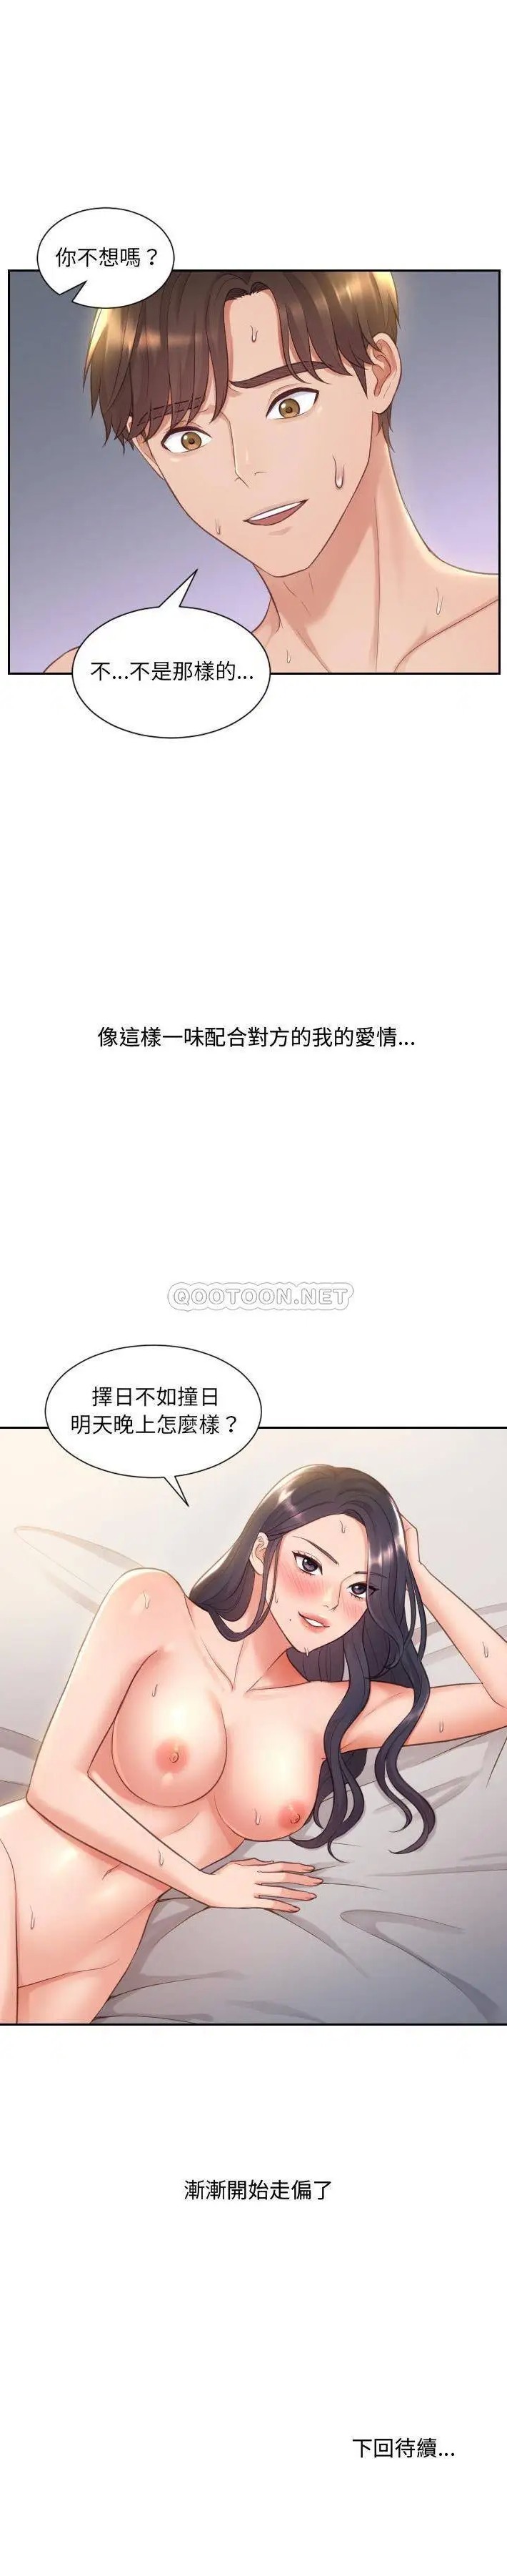 你不想嗎？
不...不是那樣的...
像這樣一味配合對方的我的愛情...
QOOTOON.NET
擇日不如撞日
明天晚上怎麼樣？
漸漸開始走偏了
下回待續...